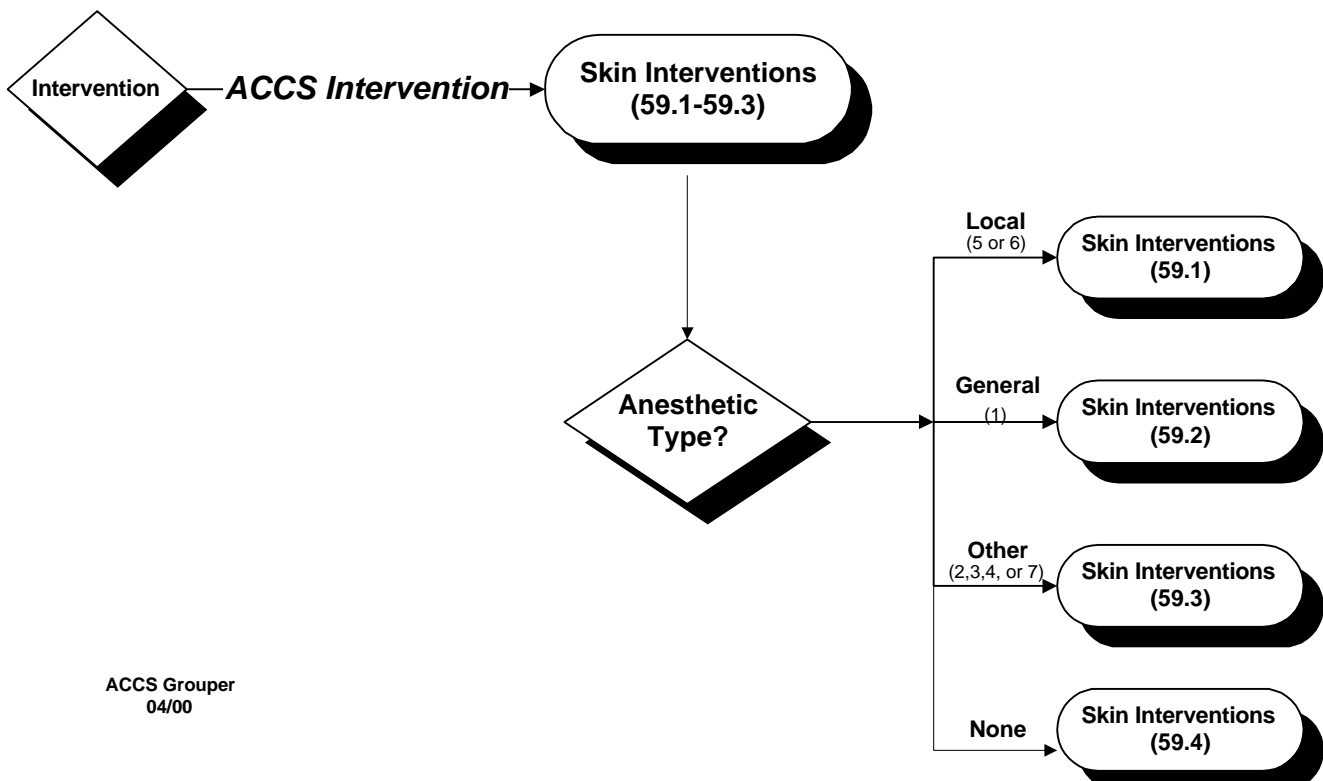 Intervention
ACCS Intervention
Skin Interventions
(59.1-59.3)
Anesthetic
Type?
Local
(5 or 6)
Skin Interventions
(59.1)
General
(1)
Skin Interventions
(59.2)
Other
(2,3,4, or 7)
Skin Interventions
(59.3)
None
Skin Interventions
(59.4)
ACCS Grouper
04/00